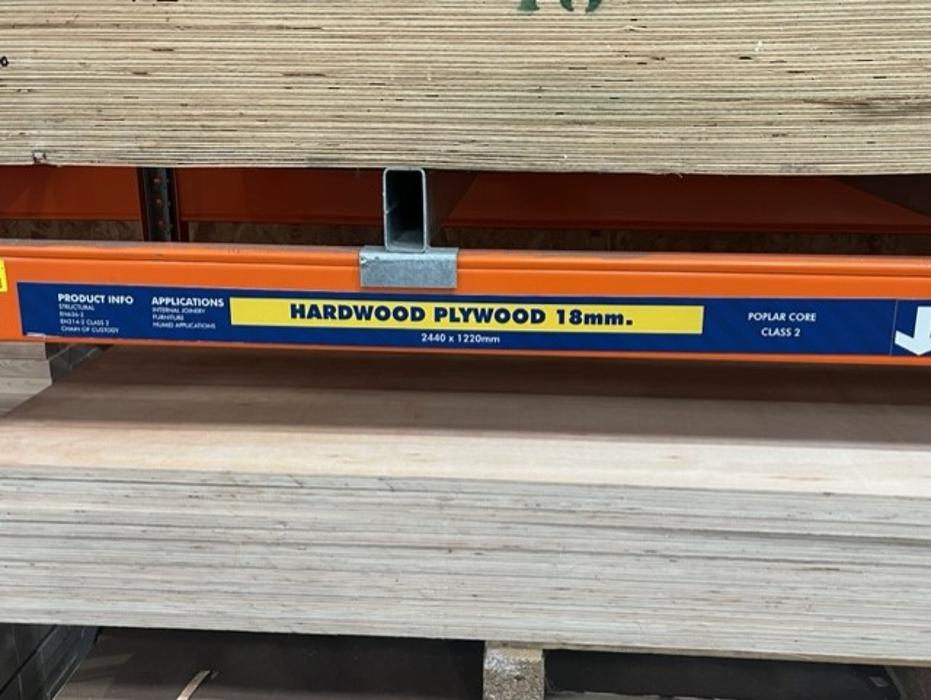 PRODUCT INFO
STRUCTURAL
EN636-2
EN314-2 CLASS 2
CHAIN OF CUSTODY
APPLICATIONS
INTERNAL JOINERY
FURNITURE
HUMID APPLICATIONS
HARDWOOD PLYWOOD 18mm.
2440 x 1220mm
POPLAR CORE
CLASS 2